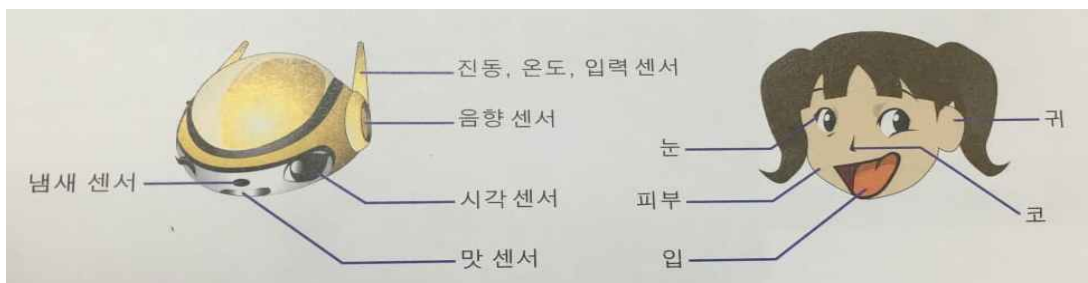 진동, 온도, 입력 센서
음향 센서
냄새 센서
시각 센서
맛 센서
눈
귀
피부
코
입